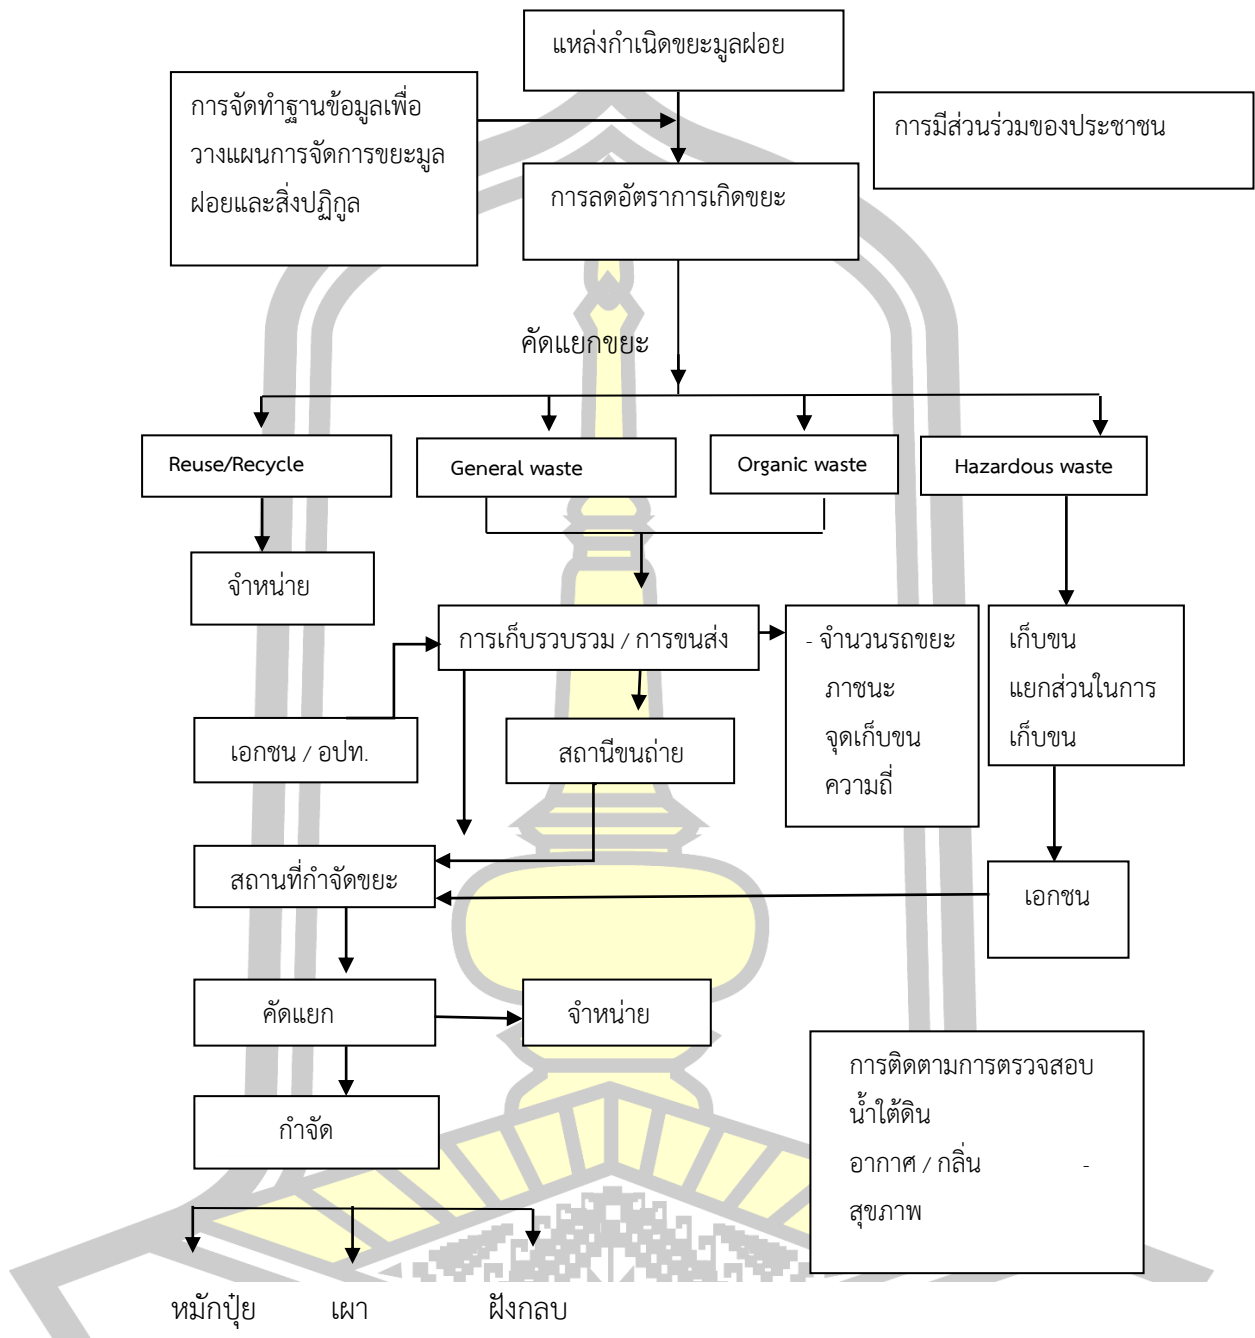 แหล่งกำเนิดขยะมูลฝอย
การจัดทำฐานข้อมูลเพื่อ
วางแผนการจัดการขยะมูล
ฝอยและสิ่งปฏิกูล
การมีส่วนร่วมของประชาชน
การลดอัตราการเกิดขยะ
คัดแยกขยะ
Reuse/Recycle
General waste
Organic waste
Hazardous waste
จำหน่าย
การเก็บรวบรวม / การขนส่ง
- จำนวนรถขยะ
ภาชนะ
จุดเก็บขน
ความถี่
เก็บขน
แยกส่วนในการ
เก็บขน
เอกชน / อปท.
สถานีขนถ่าย
สถานที่กำจัดขยะ
เอกชน
คัดแยก
จำหน่าย
กำจัด
การติดตามการตรวจสอบ
น้ำใต้ดิน
อากาศ / กลิ่น -
สุขภาพ
หมักปุ๋ย
เผา
ฝังกลบ